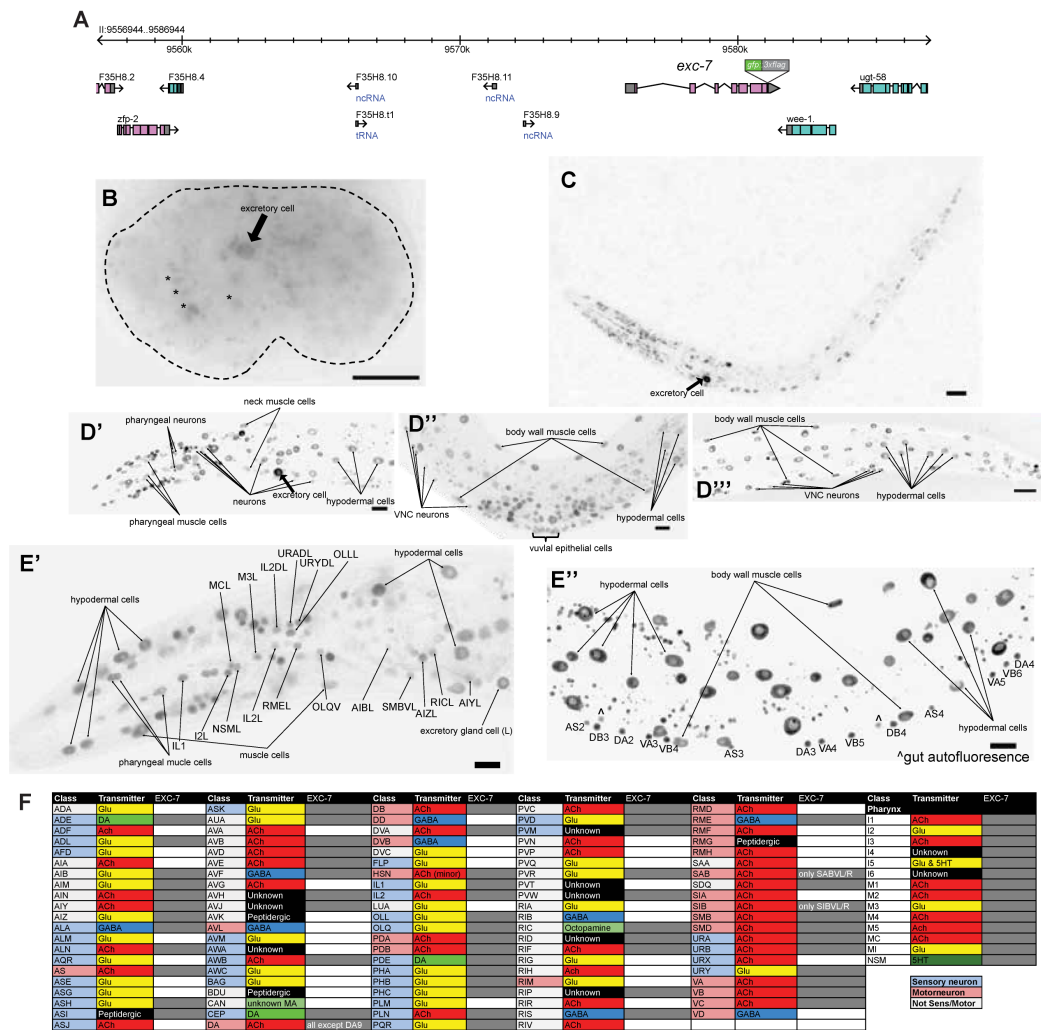 A
II:9556944..9586944
9560k
9570k
9580k
F35H8.2
F35H8.4
F35H8.10
ncRNA
F35H8.11
ncRNA
exc-7
gfp::3xflag
ugt-58
zfp-2
F35H8.t1
tRNA
F35H8.9
ncRNA
wee-1.
B
excretory cell
*
*
*
*
C
excretory cell
D'
neck muscle cells
pharyngeal neurons
neurons
excretory cell
hypodermal cells
pharyngeal muscle cells
D''
body wall muscle cells
VNC neurons
hypodermal cells
vuvlal epithelial cells
D'''
body wall muscle cells
VNC neurons
hypodermal cells
E'
hypodermal cells
MCL
M3L
IL2DL
URADL
URYDL
OLLL
hypodermal cells
pharyngeal mucle cells
IL1
I2L
NSML
IL2L
RMEL
muscle cells
OLQV
AIBL
SMBVL
AIZL
RICL
AIYL
excretory gland cell (L)
E''
hypodermal cells
body wall muscle cells
AS2
^
DB3
DA2
VA3
VB4
AS3
DA3
VA4
VB5
^
DB4
AS4
VA5
VB6
DA4
hypodermal cells
^gut autofluoresence
F
Class Transmitter EXC-7 Class Transmitter EXC-7 Class Transmitter EXC-7 Class Transmitter EXC-7 Class Transmitter EXC-7 Class Transmitter EXC-7
ADA Glu ASK Glu DB ACh PVC ACh RMD ACh Pharynx
ADE DA AUA Glu DD GABA PVD Glu RME GABA I1 ACh
ADF Ach AVA ACh DVA ACh PVM Unknown RMF ACh I2 Glu
ADL Glu AVB ACh DVB GABA PVN ACh RMG Peptidergic I3 ACh
AFD Glu AVD ACh DVC Glu PVP ACh RMH ACh I4 Unknown
AIA ACh AVE ACh FLP Glu PVQ Glu SAA ACh I5 Glu & 5HT
AIB Glu AVF GABA HSN ACh (minor) PVR Glu SAB ACh only SABVL/R I6 Unknown
AIM Glu AVG ACh IL1 Glu PVT Unknown SDQ ACh M1 ACh
AIN ACh AVH Unknown IL2 ACh PVW Unknown SIA ACh M2 ACh
AIY ACh AVJ Unknown LUA Glu RIA Glu SIB ACh only SIBVL/R M3 Glu
AIZ Glu AVK Peptidergic OLL Glu RIB GABA SMB ACh M4 ACh
ALA GABA AVL GABA OLQ Glu RIC Octopamine SMD ACh M5 Ach
ALM Glu AVM Glu PDA ACh RID Unknown URA ACh MC ACh
ALN ACh AWA Unknown PDB ACh RIF ACh URB ACh MI Glu
AQR Glu AWB ACh PDE DA RIG Glu URX ACh NSM 5HT
AS ACh AWC Glu PHA Glu RIH ACh URY Glu
ASE Glu BAG Glu PHB Glu RIM Glu VA ACh
ASG Glu BDU Peptidergic PHC Glu RIP Unknown VB ACh
ASH Glu CAN unknown MA PLM Glu RIR ACh VC ACh
ASI Peptidergic CEP DA PLN ACh RIS GABA VD GABA
ASJ ACh DA ACh all except DA9 PQR Glu RIV ACh
Sensory neuron
Motorneuron
Not Sens/Motor